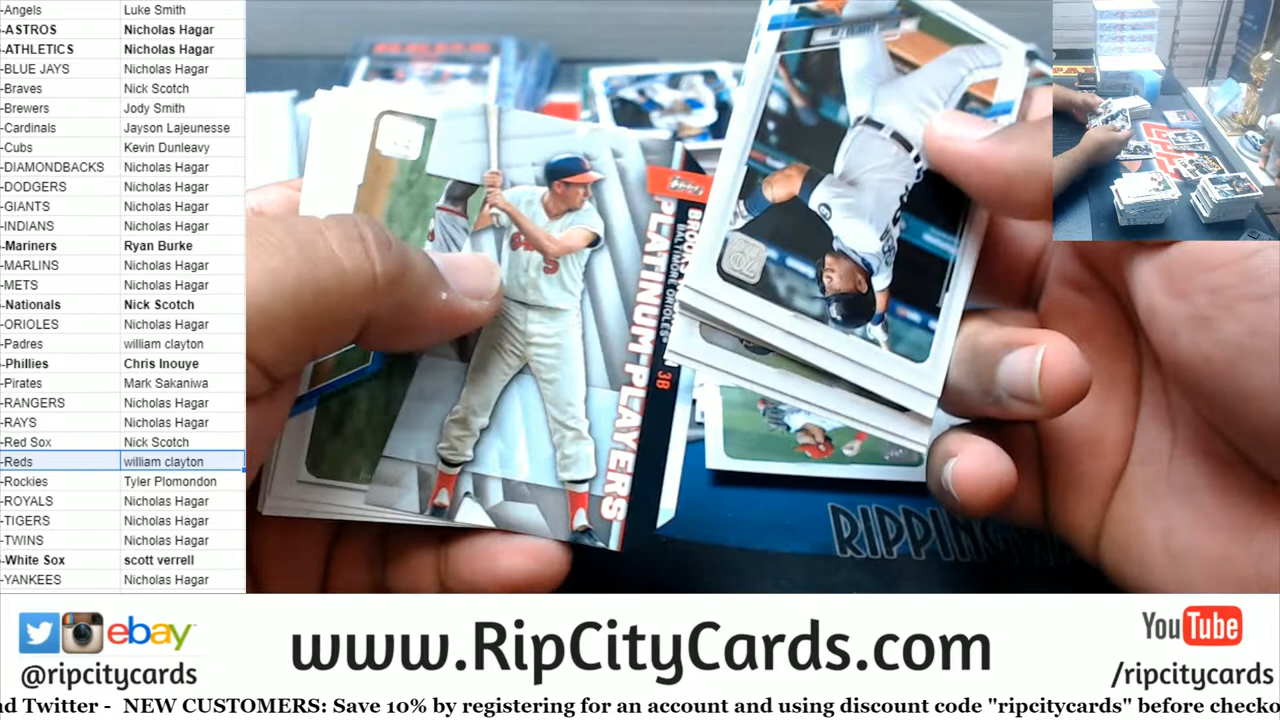 -Angels Luke Smith
-ASTROS Nicholas Hagar
-ATHLETICS Nicholas Hagar
-BLUE JAYS Nicholas Hagar
-Braves Nick Scotch
-Brewers Jody Smith
-Cardinals Jayson Lajeunesse
-Cubs Kevin Dunleavy
-DIAMONDBACKS Nicholas Hagar
-DODGERS Nicholas Hagar
-GIANTS Nicholas Hagar
-INDIANS Nicholas Hagar
-Mariners Ryan Burke
-MARLINS Nicholas Hagar
-METS Nicholas Hagar
-Nationals Nick Scotch
-ORIOLES Nicholas Hagar
-Padres william clayton
-Phillies Chris Inouye
-Pirates Mark Sakaniwa
-RANGERS Nicholas Hagar
-RAYS Nicholas Hagar
-Red Sox Nick Scotch
-Reds william clayton
-Rockies Tyler Plomondon
-ROYALS Nicholas Hagar
-TIGERS Nicholas Hagar
-TWINS Nicholas Hagar
-White Sox scott verrell
-YANKEES Nicholas Hagar
Topps
PLATINUM PLAYERS
BALTIMORE ORIOLES
3B
5
70
RIPPING
ebay
@ripcitycards
www.RipCityCards.com
YouTube
/ripcitycards
nd Twitter - NEW CUSTOMERS: Save 10% by registering for an account and using discount code "ripcitycards" before checko